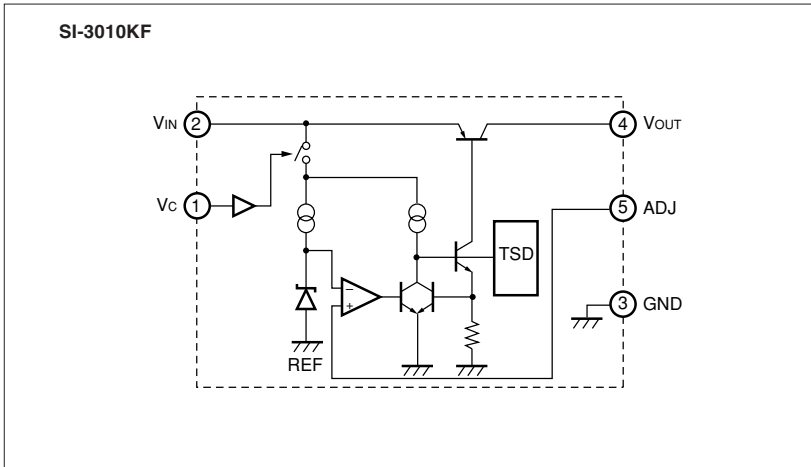 SI-3010KF
VIN 2
4 VOUT
VC 1
5 ADJ
TSD
−
+
3 GND
REF